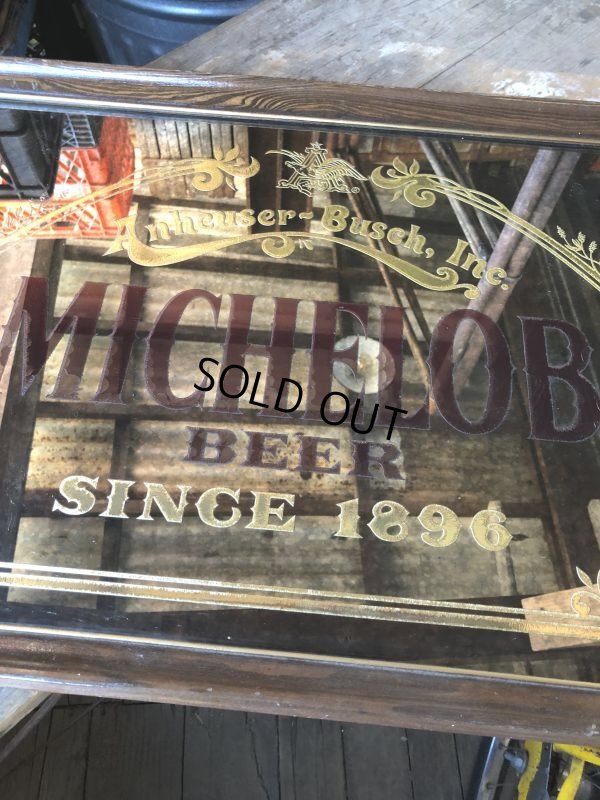 Anheuser-Busch, Inc.
MICHELOB
SOLD OUT
BEER
SINCE 1896